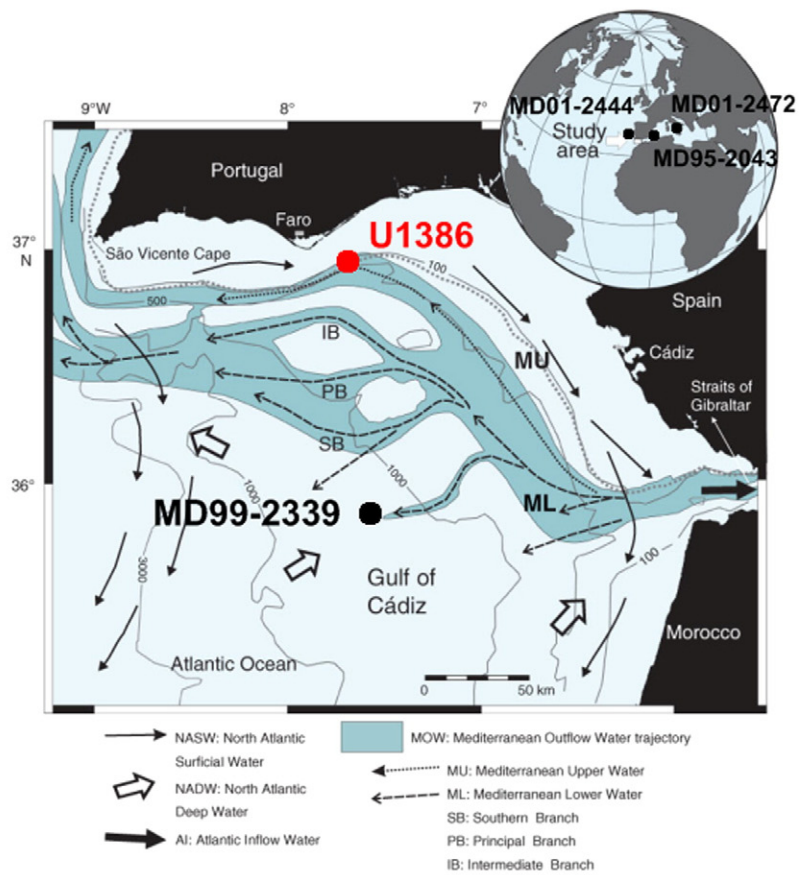 MD01-2444
MD01-2472
Study
area
MD95-2043
9°W
8°
7°
Portugal
Faro
37°
N
São Vicente Cape
U1386
100
500
Spain
IB
MU
Cádiz
PB
Straits of
Gibraltar
SB
36°
1000
1000
MD99-2339
ML
100
3000
Gulf of
Cádiz
Morocco
Atlantic Ocean
0
50 km
NASW: North Atlantic
Surficial Water
NADW: North Atlantic
Deep Water
AI: Atlantic Inflow Water
MOW: Mediterranean Outflow Water trajectory
MU: Mediterranean Upper Water
ML: Mediterranean Lower Water
SB: Southern Branch
PB: Principal Branch
IB: Intermediate Branch